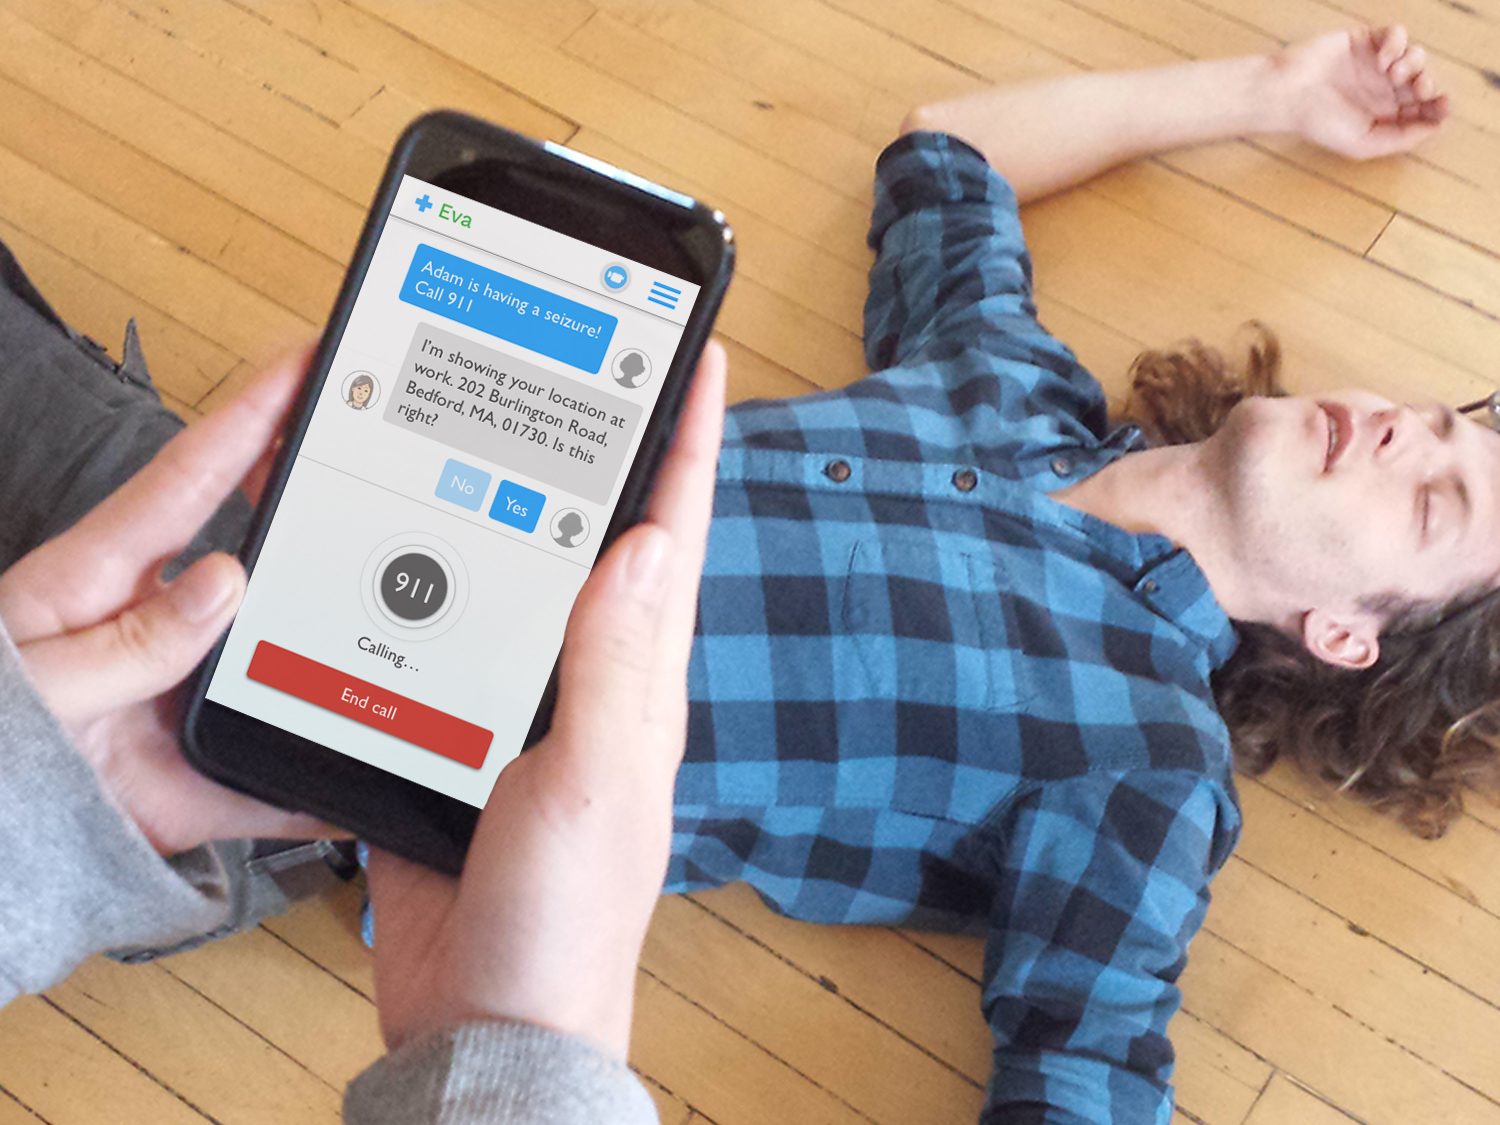 Eva
Adam is having a seizure!
Call 911
I'm showing your location at
work. 202 Burlington Road,
Bedford, MA, 01730. Is this
right?
No
Yes
911
Calling...
End call